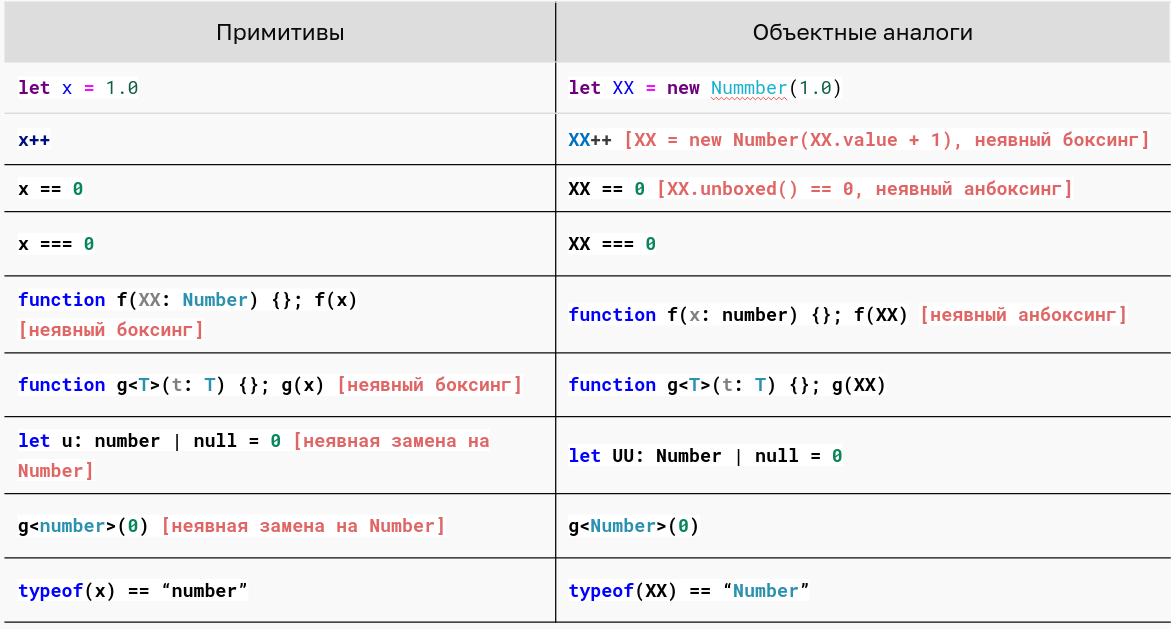 Примитивы
Объектные аналоги
let x = 1.0
let XX = new Nummber(1.0)
x++
XX++ [XX = new Number(XX.value + 1), неявный боксинг]
x == 0
XX == 0 [XX.unboxed() == 0, неявный анбоксинг]
x === 0
XX === 0
function f(XX: Number) {}; f(x)
[неявный боксинг]
function f(x: number) {}; f(XX) [неявный анбоксинг]
function g<T>(t: T) {}; g(x) [неявный боксинг]
function g<T>(t: T) {}; g(XX)
let u: number | null = 0 [неявная замена на
Number]
let UU: Number | null = 0
g<number>(0) [неявная замена на Number]
g<Number>(0)
typeof(x) == “number”
typeof(XX) == “Number”